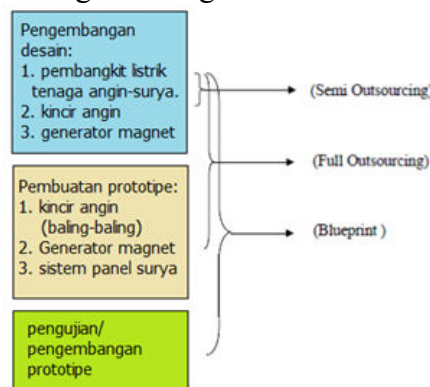 Pengembangan
desain:
1. pembangkit listrik
tenaga angin-surya.
2. kincir angin
3. generator magnet
(Semi Outsourcing)
(Full Outsourcing)
Pembuatan prototipe:
1. kincir angin
(baling-baling)
2. Generator magnet
3. sistem panel surya
(Blueprint )
pengujian/
pengembangan
prototipe